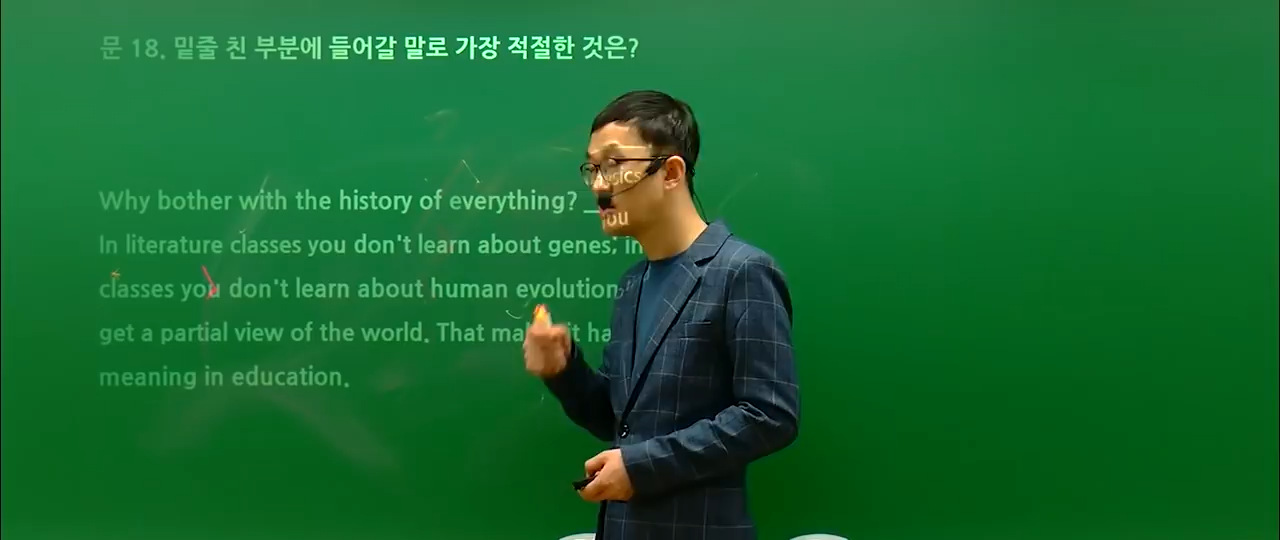 문 18. 밑줄 친 부분에 들어갈 말로 가장 적절한 것은?
Why bother with the history of everything?
In literature classes you don't learn about genes; in
classes you don't learn about human evolution
get a partial view of the world. That it
meaning in education.